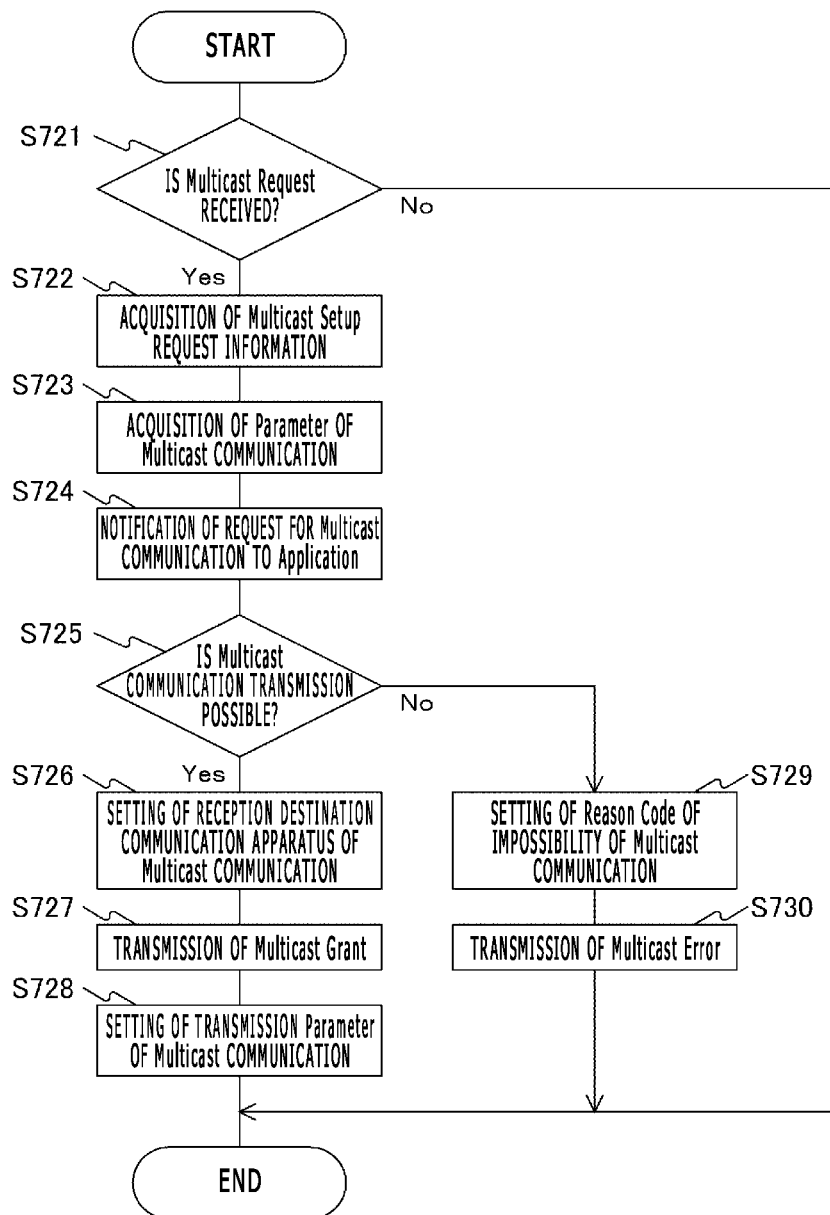 START
S721
IS Multicast Request
RECEIVED?
No
Yes
S722
ACQUISITION OF Multicast Setup
REQUEST INFORMATION
S723
ACQUISITION OF Parameter OF
Multicast COMMUNICATION
S724
NOTIFICATION OF REQUEST FOR Multicast
COMMUNICATION TO Application
S725
IS Multicast
COMMUNICATION TRANSMISSION
POSSIBLE?
No
Yes
S726
SETTING OF RECEPTION DESTINATION
COMMUNICATION APPARATUS OF
Multicast COMMUNICATION
S729
SETTING OF Reason Code OF
IMPOSSIBILITY OF Multicast
COMMUNICATION
S727
TRANSMISSION OF Multicast Grant
S730
TRANSMISSION OF Multicast Error
S728
SETTING OF TRANSMISSION Parameter
OF Multicast COMMUNICATION
END